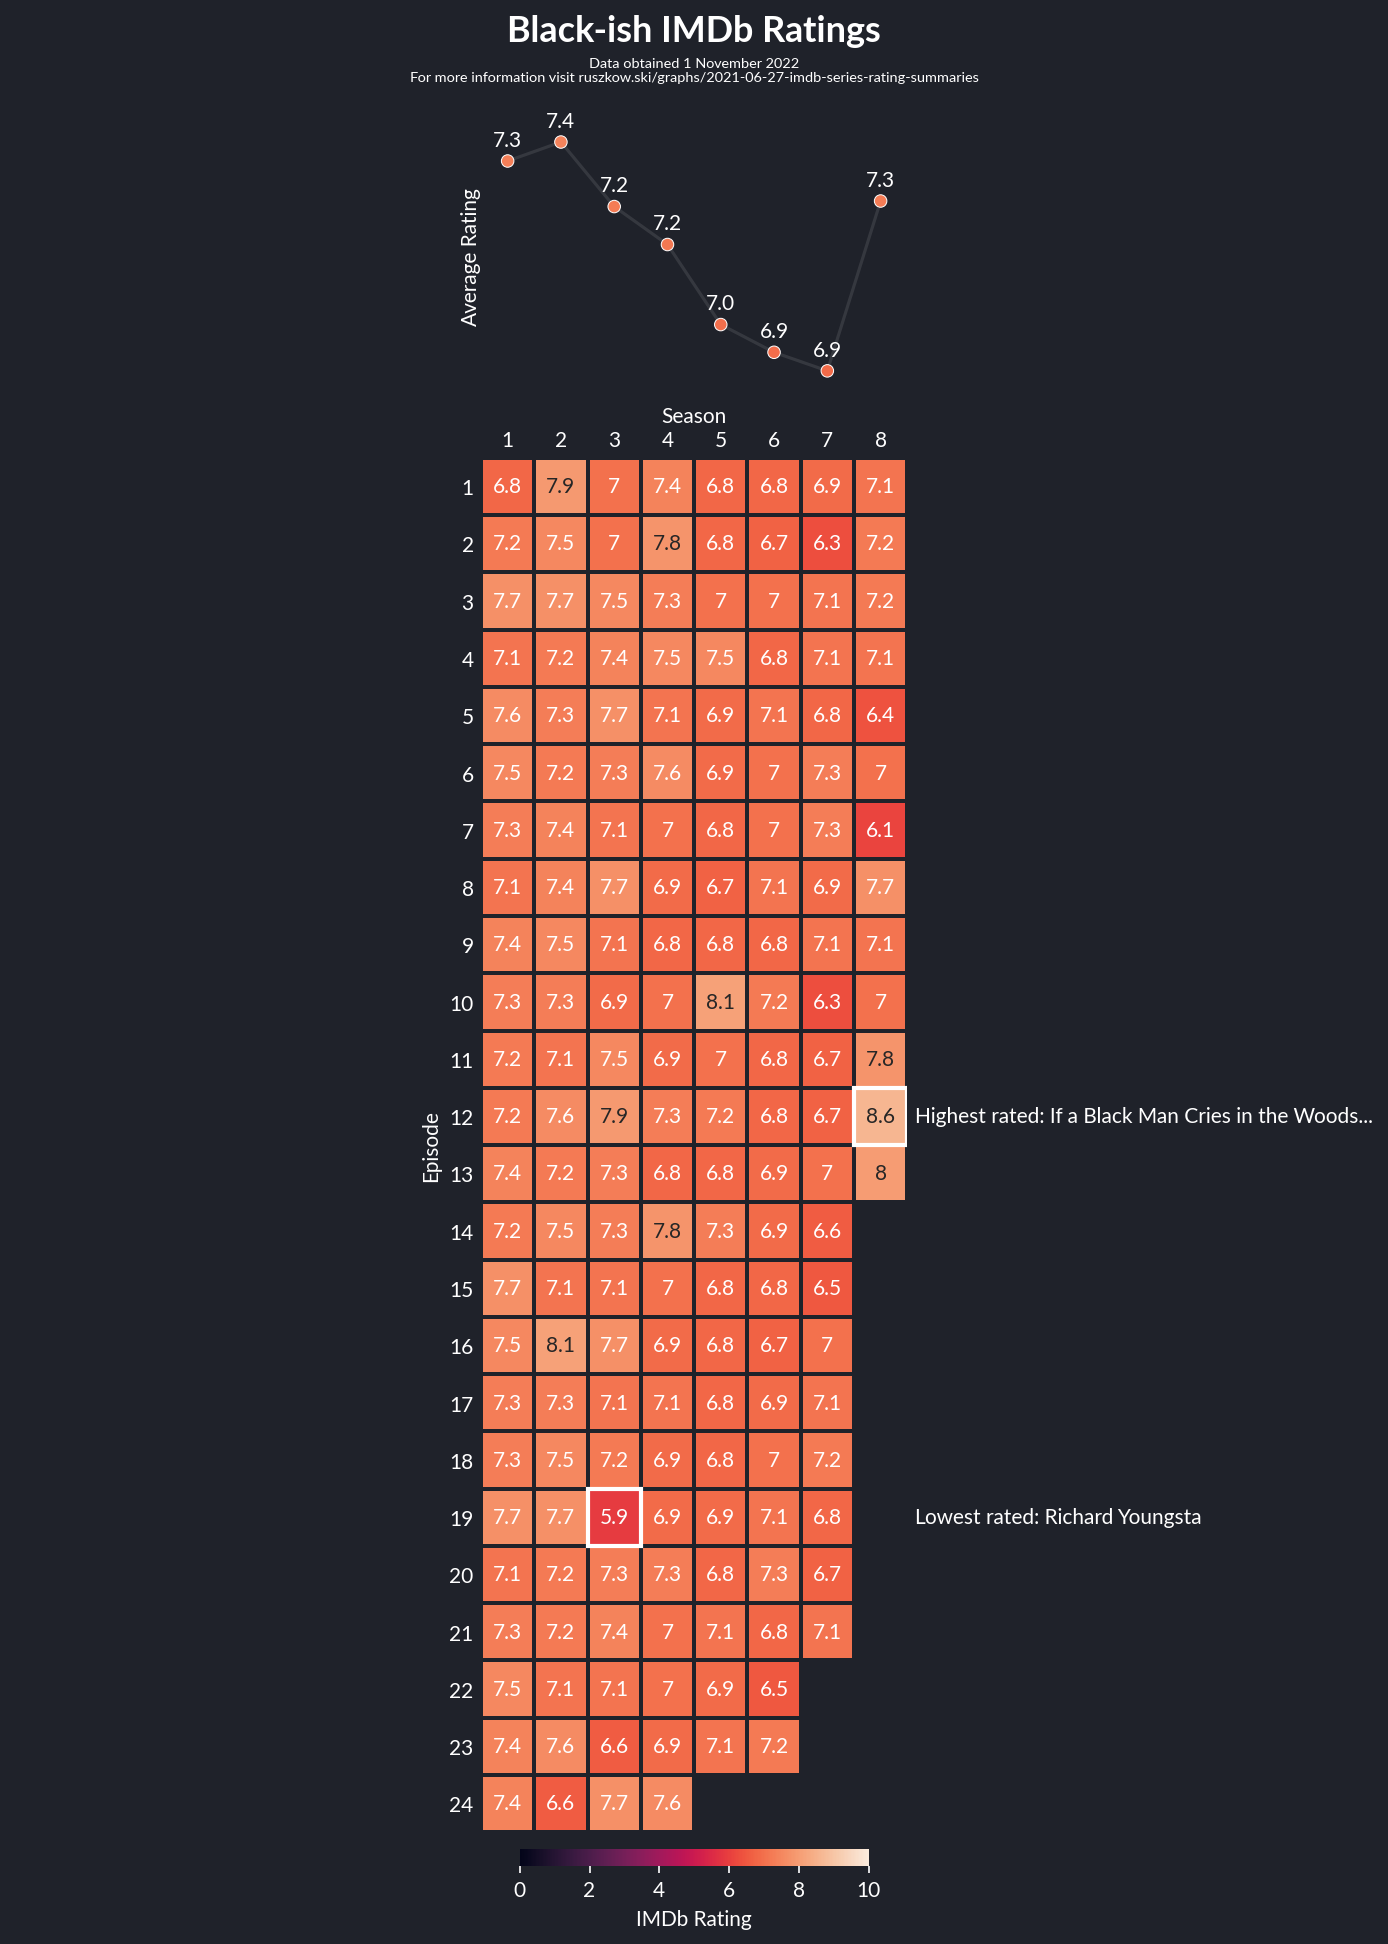 Black-ish IMDb Ratings
Data obtained 1 November 2022
For more information visit ruszkow.ski/graphs/2021-06-27-imdb-series-rating-summaries
7.3 7.4 7.2 7.2 7.0 6.9 6.9 7.3
Average Rating
Season
1 2 3 4 5 6 7 8
1 6.8 7.9 7 7.4 6.8 6.8 6.9 7.1
2 7.2 7.5 7 7.8 6.8 6.7 6.3 7.2
3 7.7 7.7 7.5 7.3 7 7 7.1 7.2
4 7.1 7.2 7.4 7.5 7.5 6.8 7.1 7.1
5 7.6 7.3 7.7 7.1 6.9 7.1 6.8 6.4
6 7.5 7.2 7.3 7.6 6.9 7 7.3 7
7 7.3 7.4 7.1 7 6.8 7 7.3 6.1
8 7.1 7.4 7.7 6.9 6.7 7.1 6.9 7.7
9 7.4 7.5 7.1 6.8 6.8 6.8 7.1 7.1
10 7.3 7.3 6.9 7 8.1 7.2 6.3 7
11 7.2 7.1 7.5 6.9 7 6.8 6.7 7.8
12 7.2 7.6 7.9 7.3 7.2 6.8 6.7 8.6 Highest rated: If a Black Man Cries in the Woods...
Episode
13 7.4 7.2 7.3 6.8 6.8 6.9 7 8
14 7.2 7.5 7.3 7.8 7.3 6.9 6.6
15 7.7 7.1 7.1 7 6.8 6.8 6.5
16 7.5 8.1 7.7 6.9 6.8 6.7 7
17 7.3 7.3 7.1 7.1 6.8 6.9 7.1
18 7.3 7.5 7.2 6.9 6.8 7 7.2
19 7.7 7.7 5.9 6.9 6.9 7.1 6.8 Lowest rated: Richard Youngsta
20 7.1 7.2 7.3 7.3 6.8 7.3 6.7
21 7.3 7.2 7.4 7 7.1 6.8 7.1
22 7.5 7.1 7.1 7 6.9 6.5
23 7.4 7.6 6.6 6.9 7.1 7.2
24 7.4 6.6 7.7 7.6
0 2 4 6 8 10
IMDb Rating